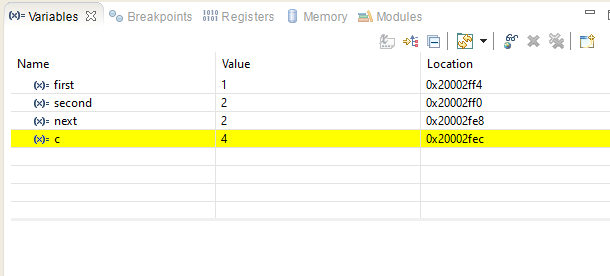 (x)= Variables Breakpoints 1010 0101 Registers Memory Modules
Name Value Location
(x)= first 1 0x20002ff4
(x)= second 2 0x20002ff0
(x)= next 2 0x20002fe8
(x)= c 4 0x20002fec